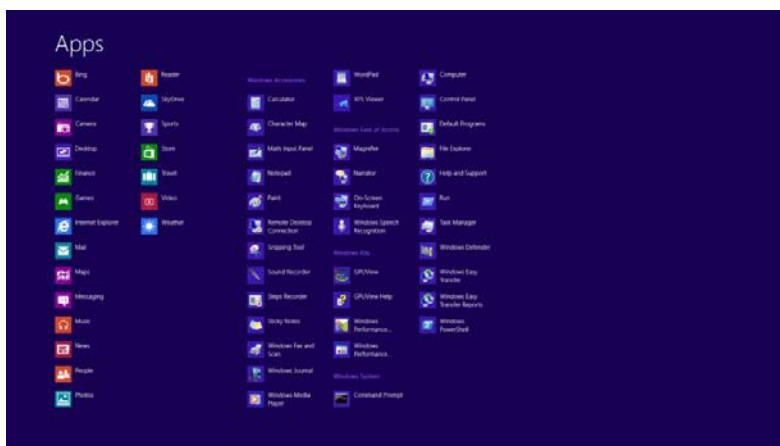 Apps
Bing
Calendar
Camera
Desktop
Finance
Games
Internet Explorer
Mail
Maps
Messaging
Music
News
People
Photos
Reader
SkyDrive
Sports
Store
Travel
Video
Weather
Windows Accessories
Calculator
Character Map
Math Input Panel
Notepad
Paint
Remote Desktop
Connection
Snipping Tool
Sound Recorder
Steps Recorder
Sticky Notes
Windows Fax and
Scan
Windows Journal
Windows Media
Player
WordPad
XPS Viewer
Windows Ease of Access
Magnifier
Narrator
On-Screen
Keyboard
Windows Speech
Recognition
Windows Kits...
GPUView
GPUView Help
Windows
Performance...
Windows
Performance...
Windows System
Command Prompt
Computer
Control Panel
Default Programs
File Explorer
Help and Support
Run
Task Manager
Windows Defender
Windows Easy
Transfer
Windows Easy
Transfer Reports
Windows
PowerShell